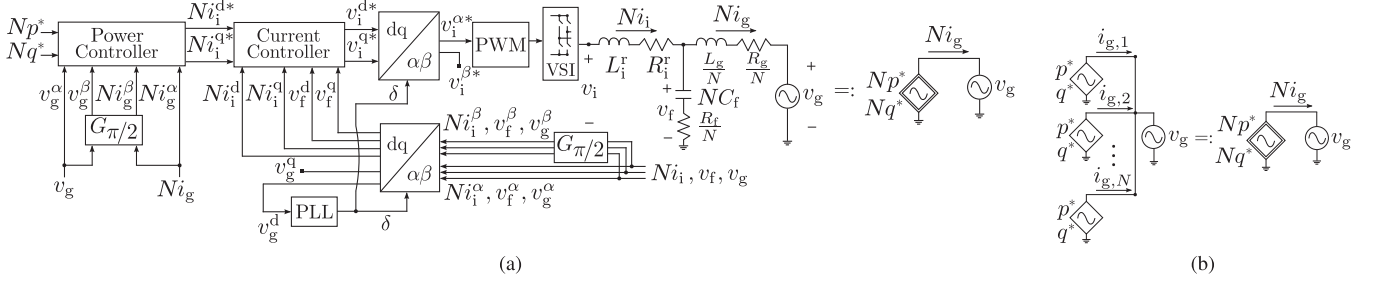 Np*
Nq*
Power
Controller
Ni_i^{d*}
Ni_i^{q*}
Current
Controller
v_i^{d*}
v_i^{q*}
dq
αβ
v_i^{α*}
v_i^{β*}
PWM
VSI
+
v_i
−
Ni_i
L_i^r
R_i^r
Ni_g
L_g/N
R_g/N
+
v_f
−
NC_f
R_f/N
+
v_g
−
=:
Np*
Nq*
Ni_g
v_g
v_g^α
v_g^β
Ni_g^β
Ni_g^α
G_{π/2}
v_g
Ni_g
Ni_i^d
Ni_i^q
v_f^d
v_f^q
δ
dq
αβ
Ni_i^β, v_f^β, v_g^β
G_{π/2}
Ni_i, v_f, v_g
Ni_i^α, v_f^α, v_g^α
v_g^q
v_g^d
PLL
δ
(a)
i_{g,1}
p*
q*
i_{g,2}
p*
q*
⋮
i_{g,N}
p*
q*
v_g
=:
Np*
Nq*
Ni_g
v_g
(b)